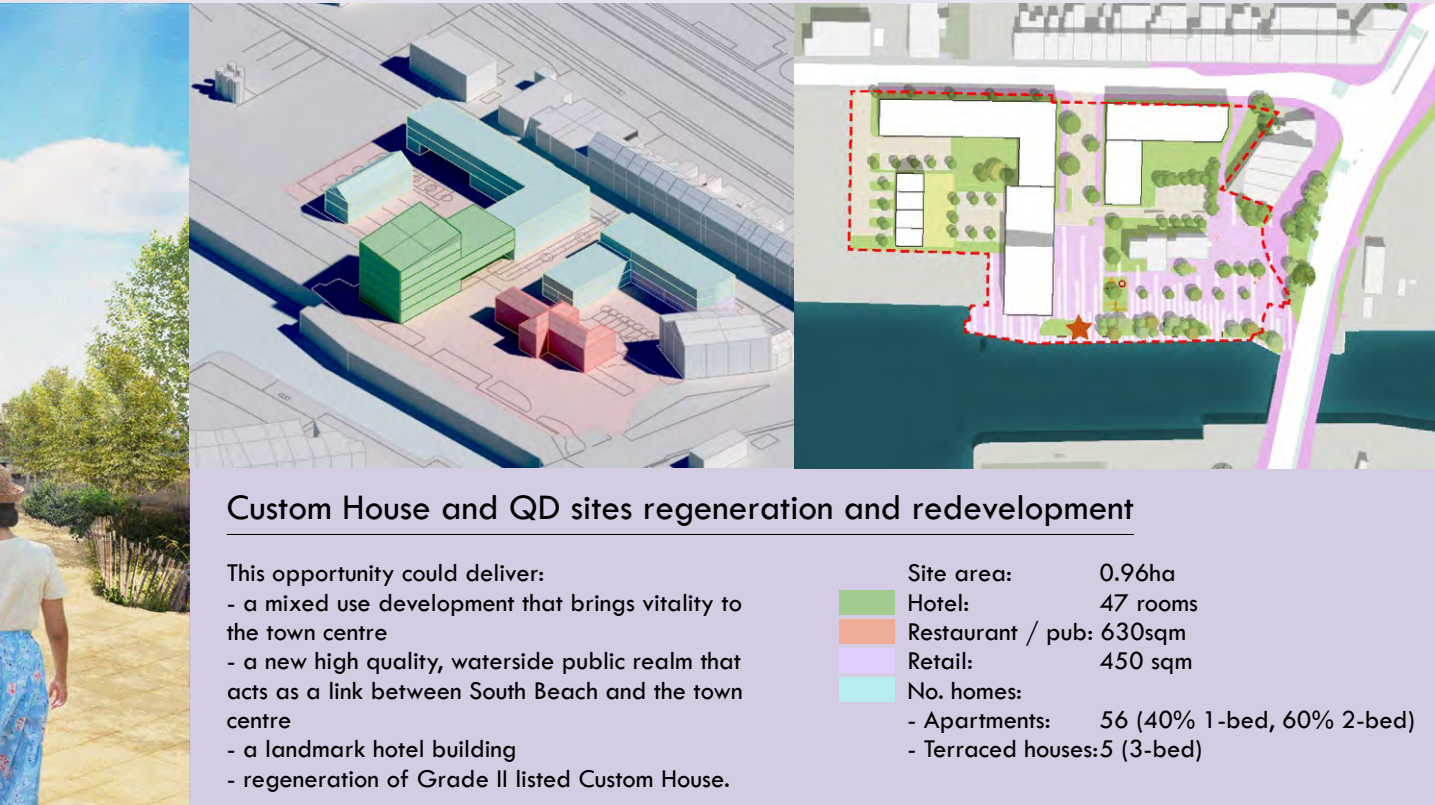 Custom House and QD sites regeneration and redevelopment
This opportunity could deliver:
- a mixed use development that brings vitality to
the town centre
- a new high quality, waterside public realm that
acts as a link between South Beach and the town
centre
- a landmark hotel building
- regeneration of Grade II listed Custom House.
Site area: 0.96ha
Hotel: 47 rooms
Restaurant / pub: 630sqm
Retail: 450 sqm
No. homes:
- Apartments: 56 (40% 1-bed, 60% 2-bed)
- Terraced houses:5 (3-bed)